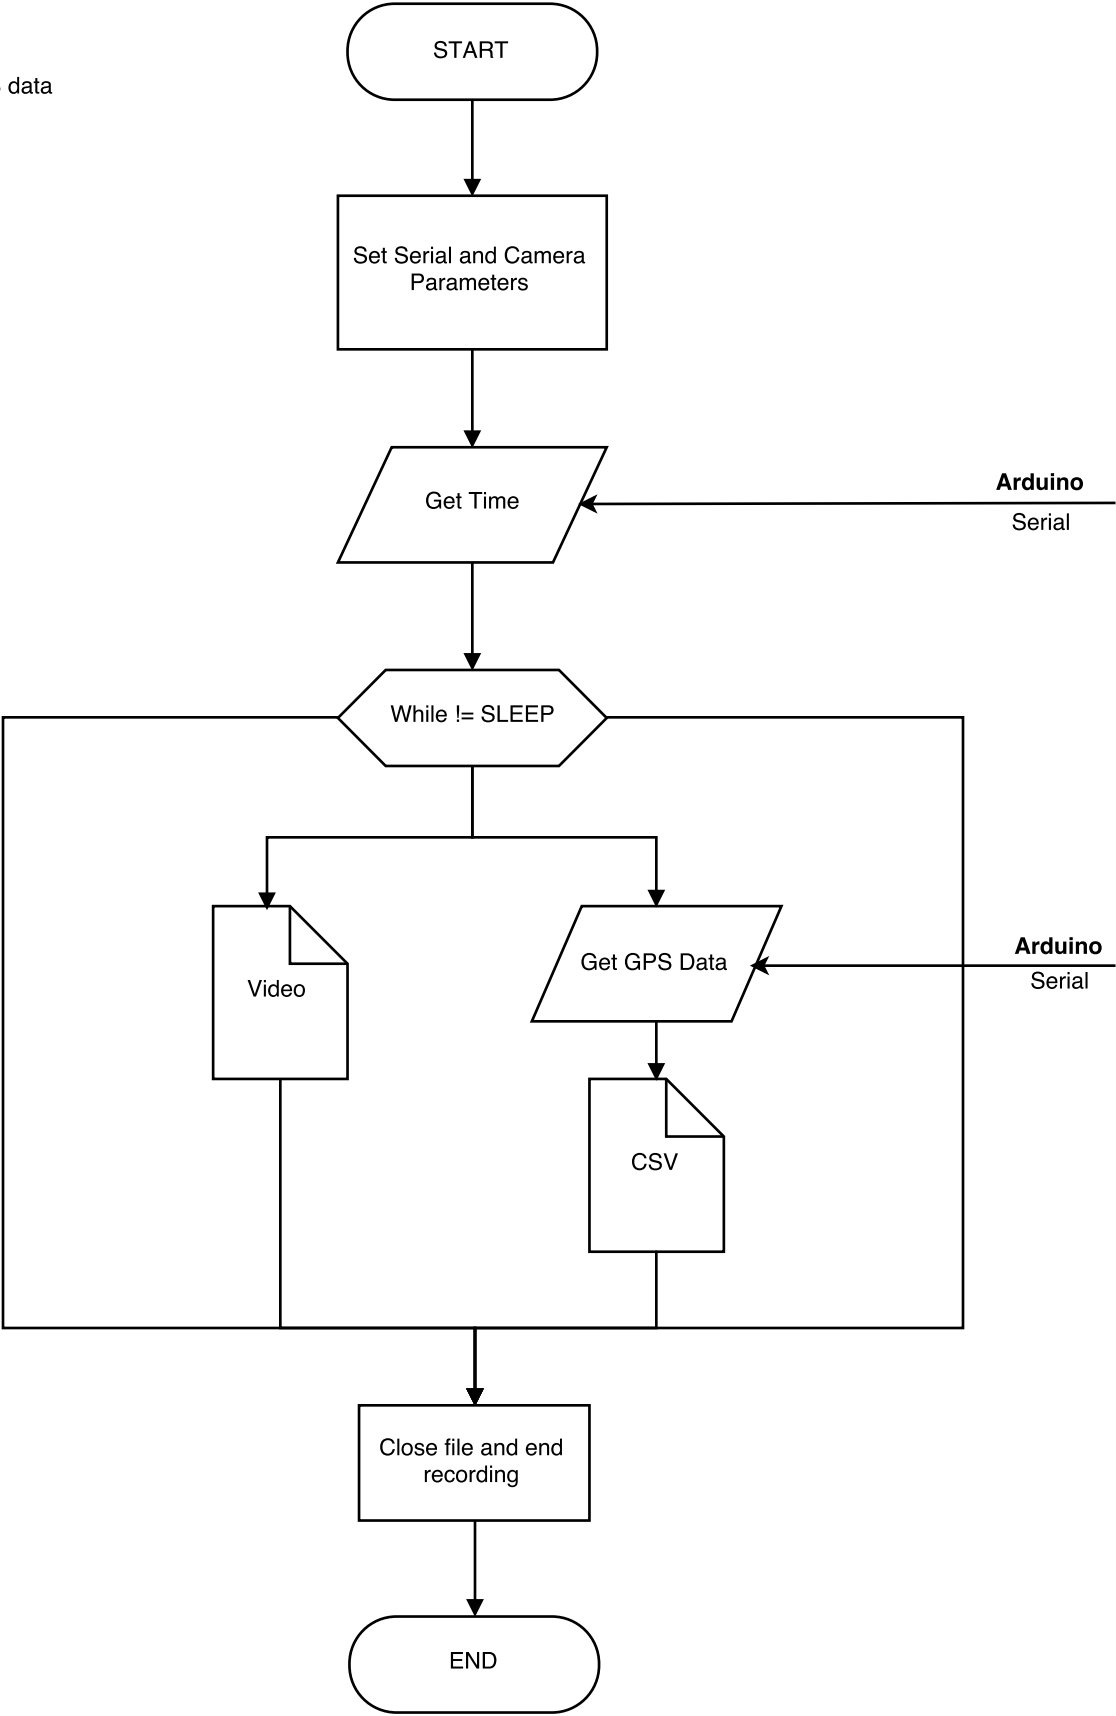 START
data
Set Serial and Camera
Parameters
Get Time
Arduino
Serial
While != SLEEP
Video
Get GPS Data
Arduino
Serial
CSV
Close file and end
recording
END